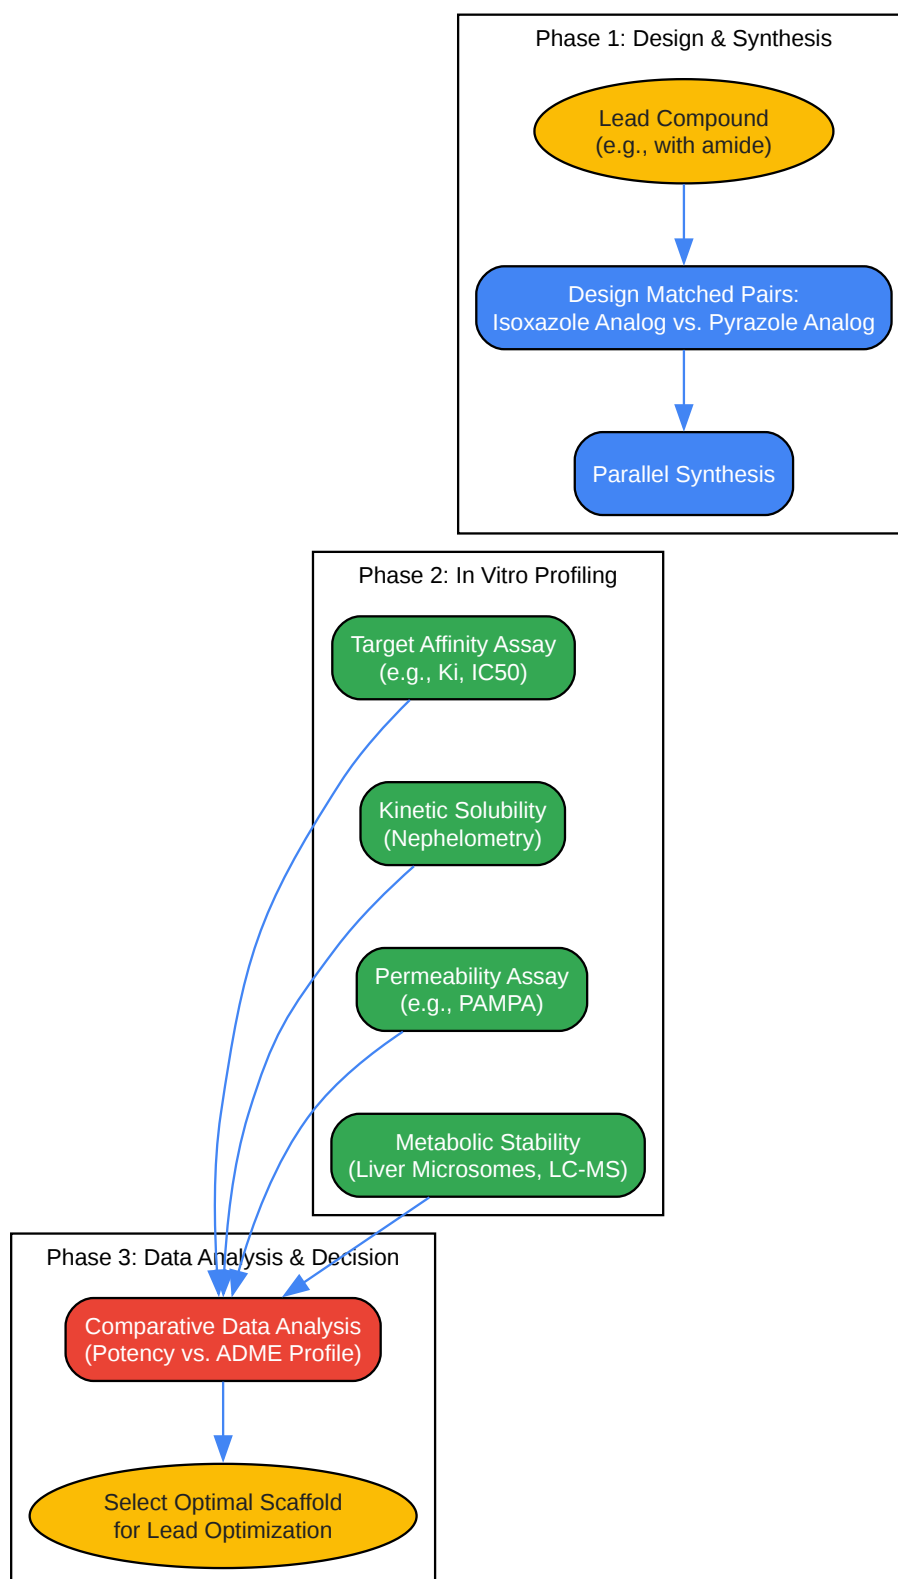 Phase 1: Design & Synthesis
Lead Compound
(e.g., with amide)
Design Matched Pairs:
Isoxazole Analog vs. Pyrazole Analog
Parallel Synthesis
Phase 2: In Vitro Profiling
Target Affinity Assay
(e.g., Ki, IC50)
Kinetic Solubility
(Nephelometry)
Permeability Assay
(e.g., PAMPA)
Metabolic Stability
(Liver Microsomes, LC-MS)
Phase 3: Data Analysis & Decision
Comparative Data Analysis
(Potency vs. ADME Profile)
Select Optimal Scaffold
for Lead Optimization